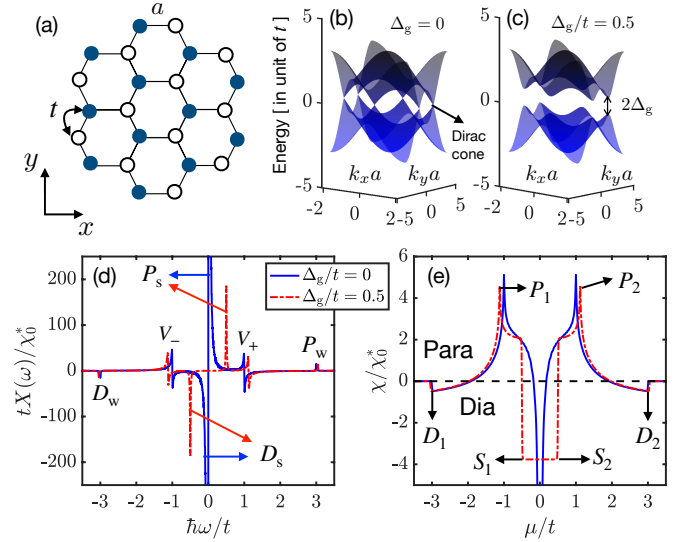 (a)
a
t
y
x
(b)
Δg = 0
Energy [ in unit of t ]
5
0
-5
-2
0
2
-5
0
5
kxa
kya
Dirac
cone
(c)
Δg/t = 0.5
5
0
-5
-2
0
2
-5
0
5
kxa
kya
2Δg
(d)
tX(ω)/χ0*
200
100
0
-100
-200
Ps
V−
V+
Pw
Dw
Ds
-3
-2
-1
0
1
2
3
ħω/t
Δg/t = 0
Δg/t = 0.5
(e)
χ/χ0*
6
4
2
0
-2
-4
P1
P2
Para
Dia
D1
D2
S1
S2
-3
-2
-1
0
1
2
3
μ/t